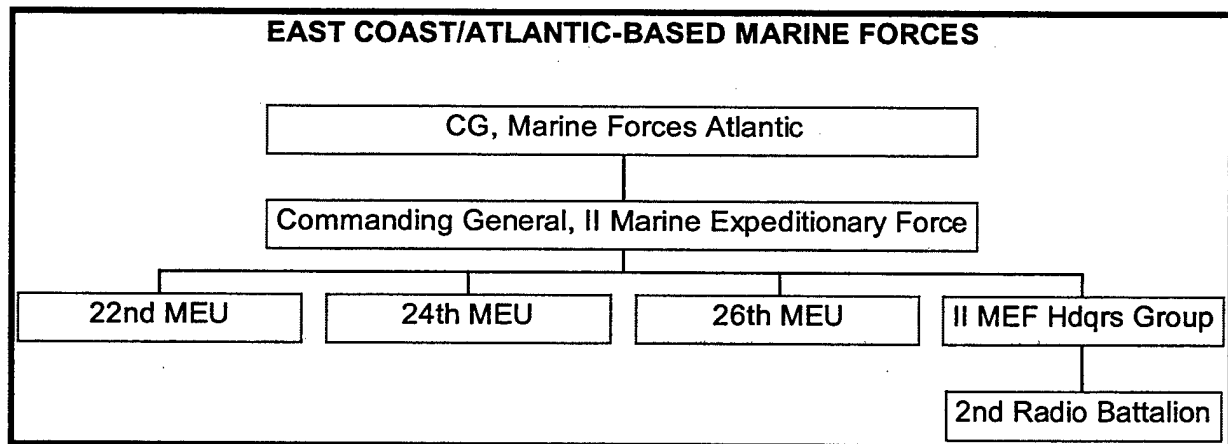 EAST COAST/ATLANTIC-BASED MARINE FORCES
CG, Marine Forces Atlantic
Commanding General, II Marine Expeditionary Force
22nd MEU
24th MEU
26th MEU
II MEF Hdqrs Group
2nd Radio Battalion